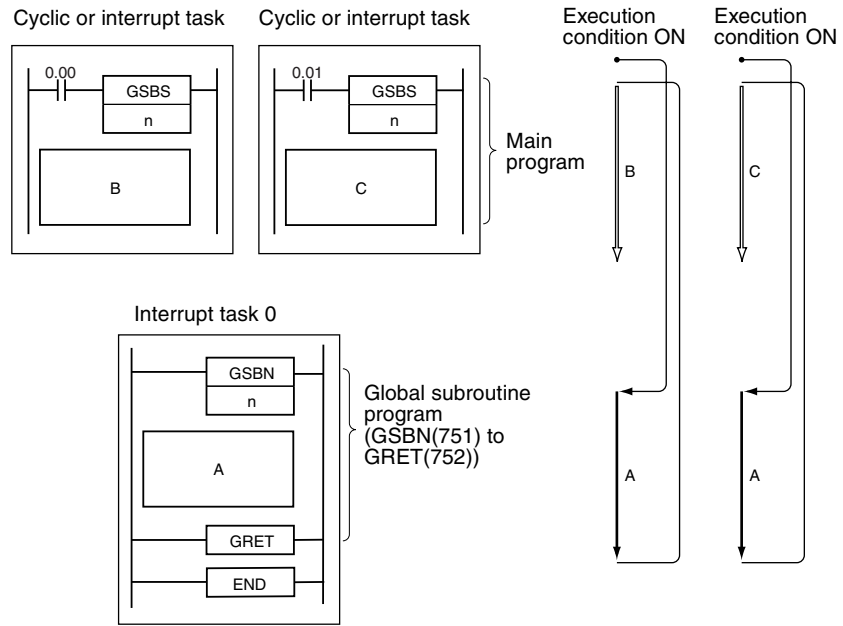 Cyclic or interrupt task
0.00
GSBS
n
B
Cyclic or interrupt task
0.01
GSBS
n
C
Main
program
Execution
condition ON
B
A
Execution
condition ON
C
A
Interrupt task 0
GSBN
n
A
GRET
END
Global subroutine
program
(GSBN(751) to
GRET(752))